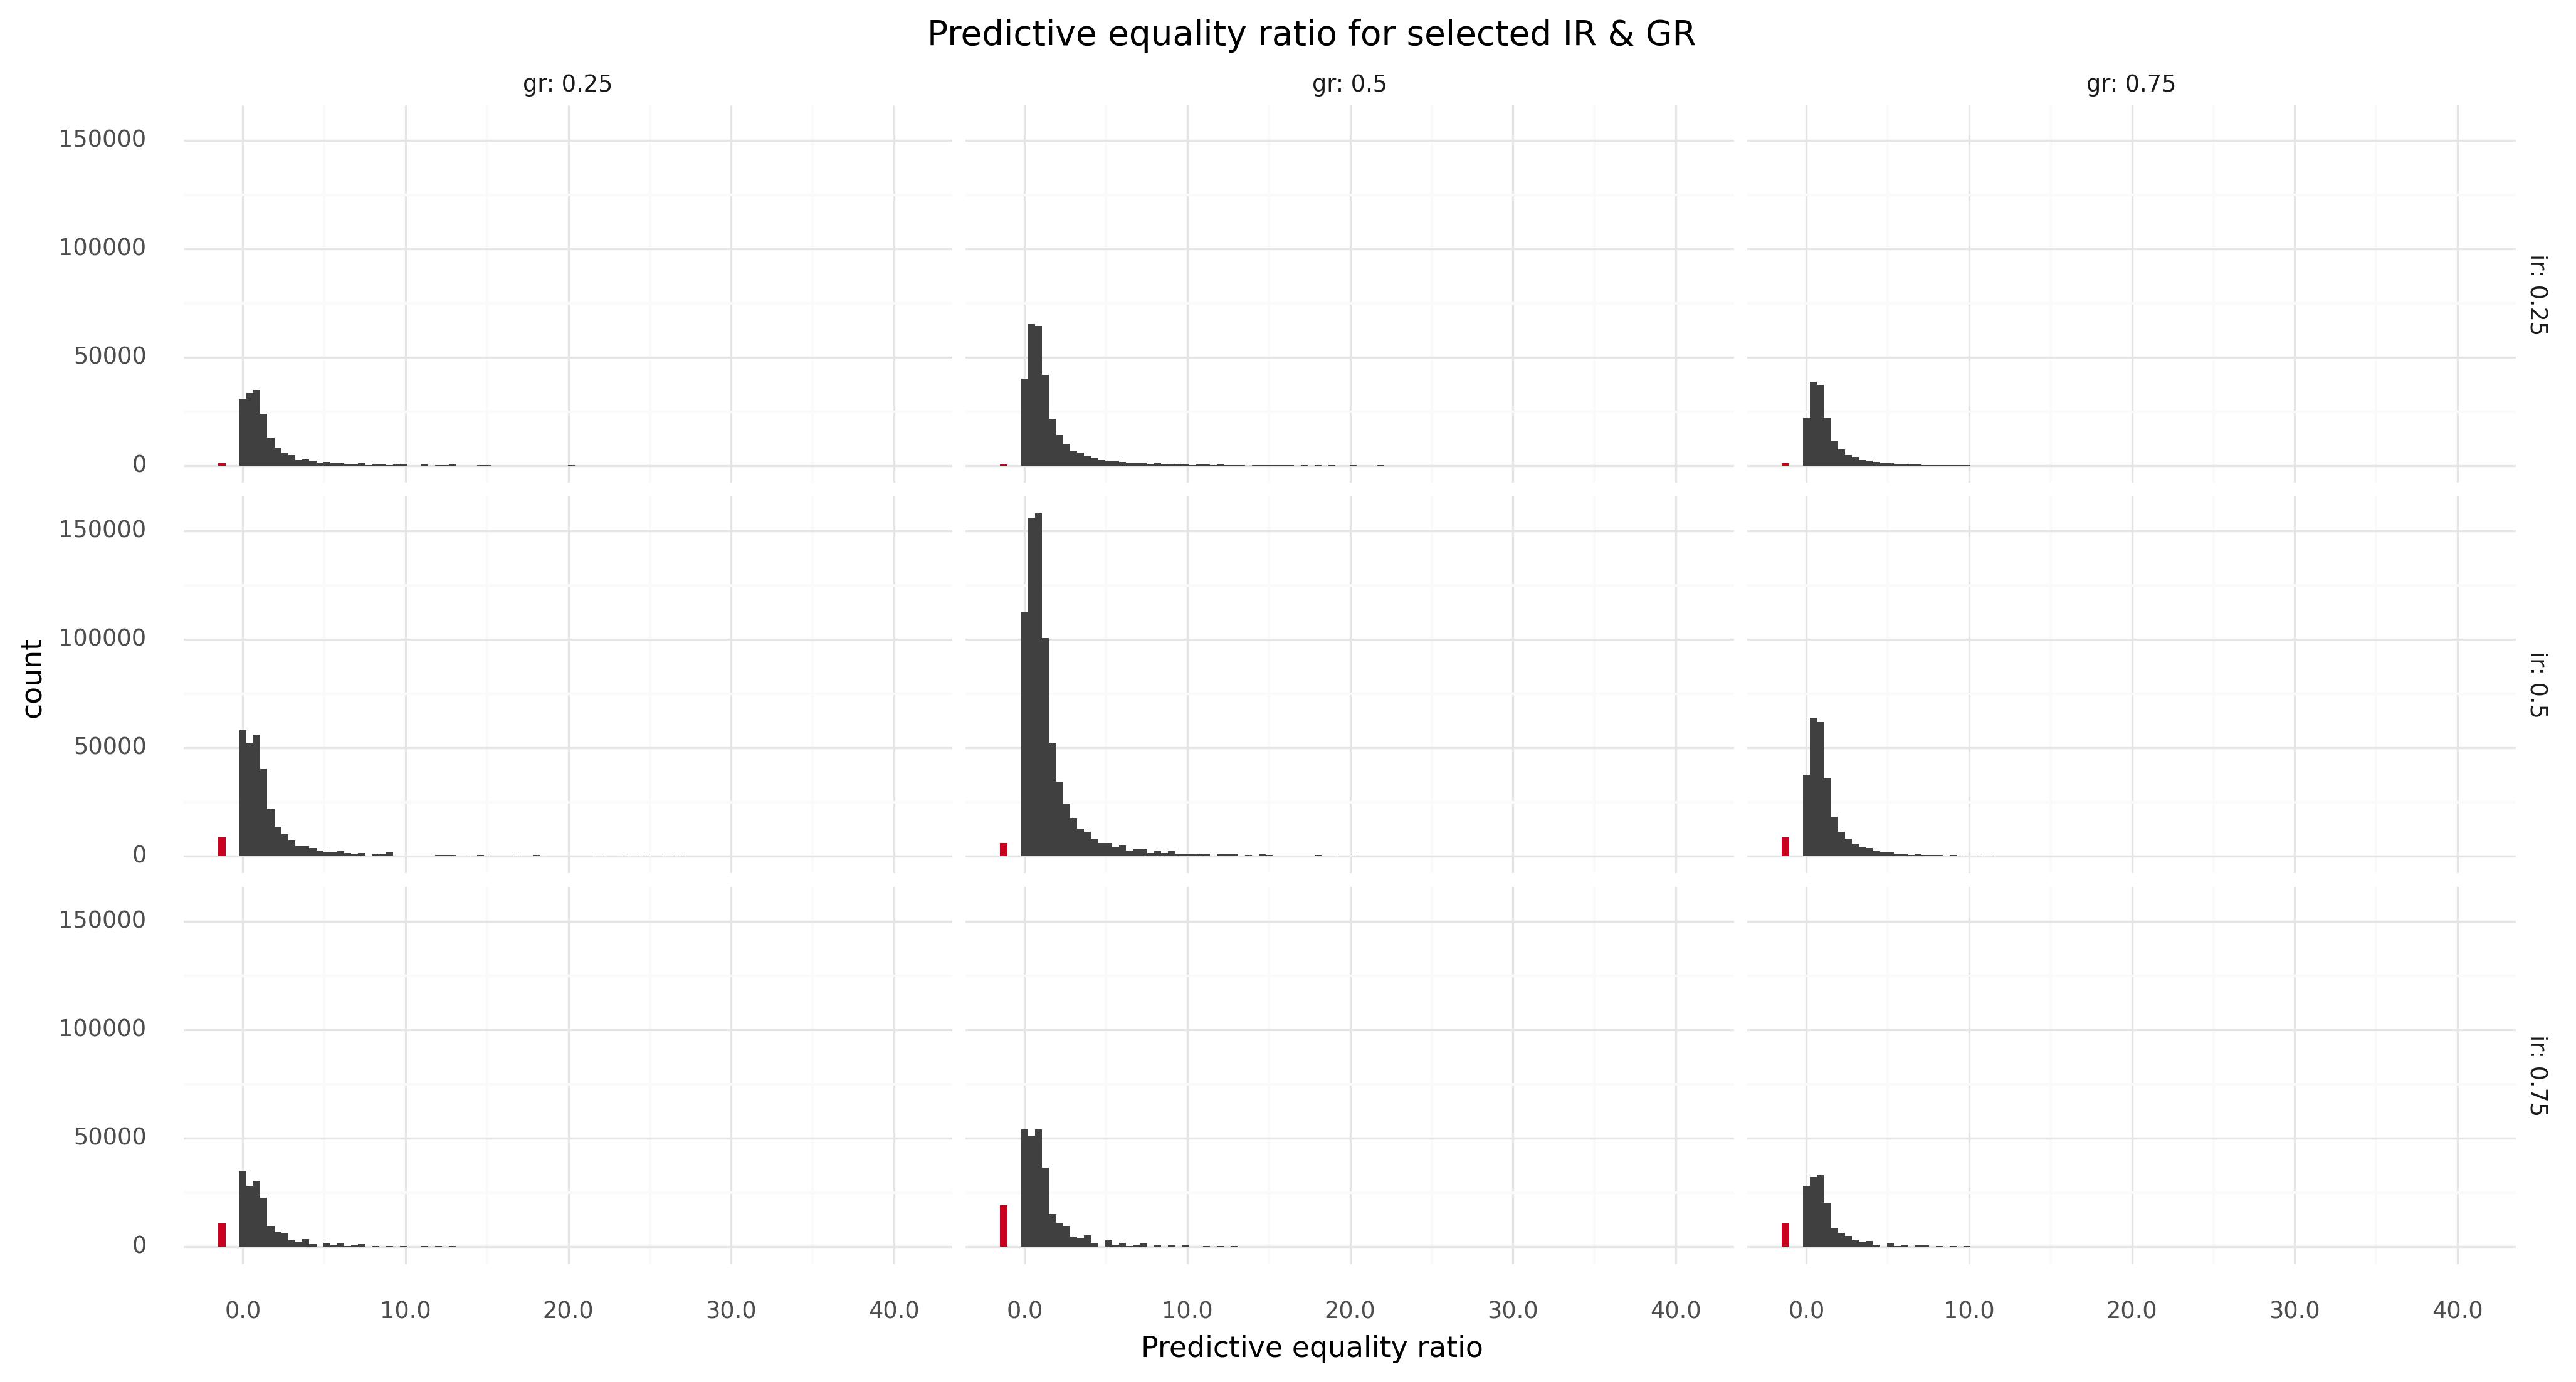 Predictive equality ratio for selected IR & GR
gr: 0.25
gr: 0.5
gr: 0.75
150000
100000
50000
0
ir: 0.25
150000
100000
50000
0
ir: 0.5
150000
100000
50000
0
ir: 0.75
count
0.0 10.0 20.0 30.0 40.0
0.0 10.0 20.0 30.0 40.0
0.0 10.0 20.0 30.0 40.0
Predictive equality ratio